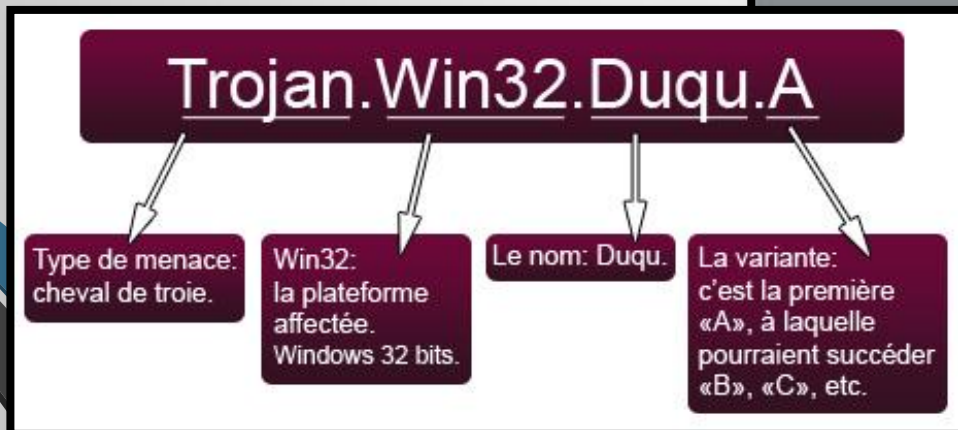 Trojan.Win32.Duqu.A
Type de menace:
cheval de troie.
Win32:
la plateforme
affectée.
Windows 32 bits.
Le nom: Duqu.
La variante:
c'est la première
«A», à laquelle
pourraient succéder
«B», «C», etc.